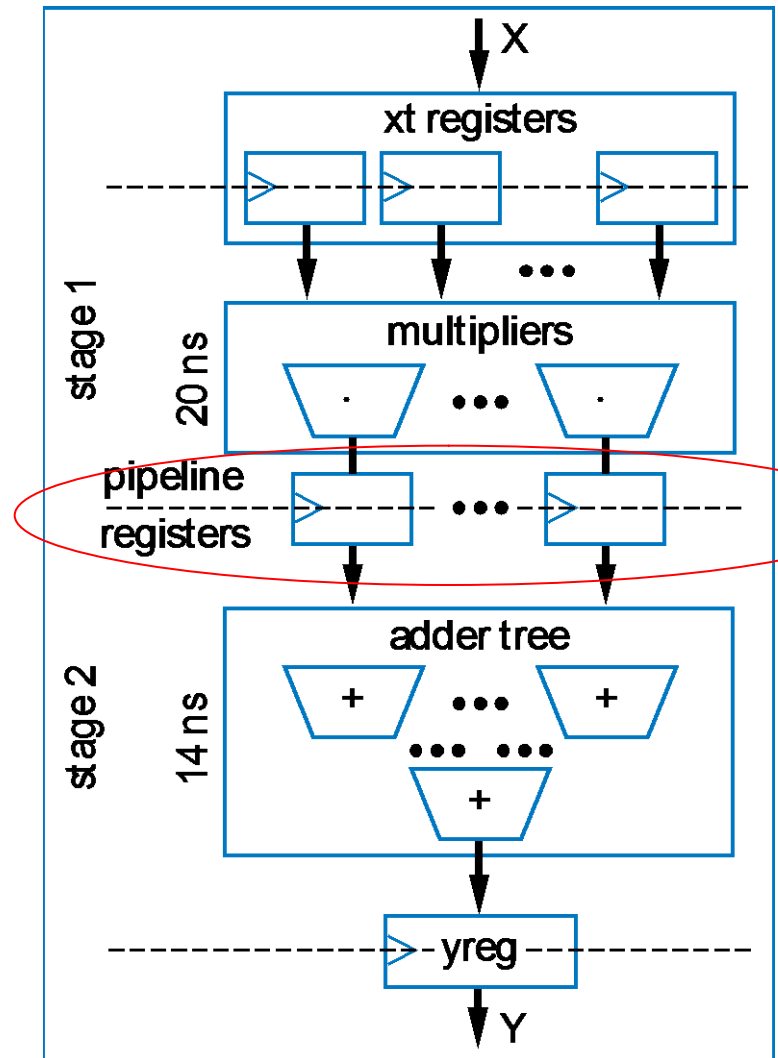 X
xt registers
stage 1
20 ns
multipliers
·
·
pipeline
registers
adder tree
stage 2
14 ns
+
+
+
yreg
Y